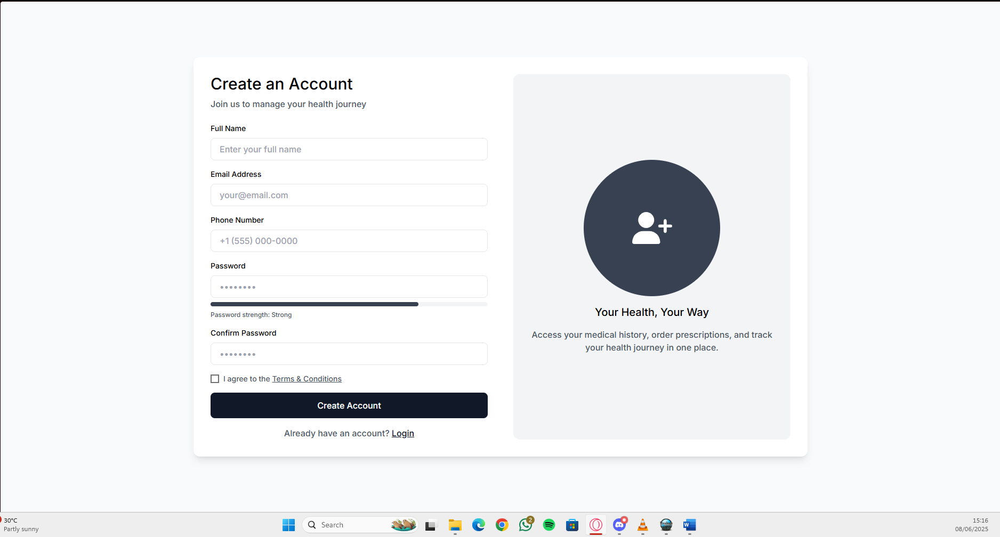 Create an Account
Join us to manage your health journey
Full Name
Enter your full name
Email Address
your@email.com
Phone Number
+1 (555) 000-0000
Password
••••••••
Password strength: Strong
Confirm Password
••••••••
I agree to the Terms & Conditions
Create Account
Already have an account? Login
Your Health, Your Way
Access your medical history, order prescriptions, and track
your health journey in one place.
30°C
Partly sunny
Search
2
W
15:16
08/06/2025